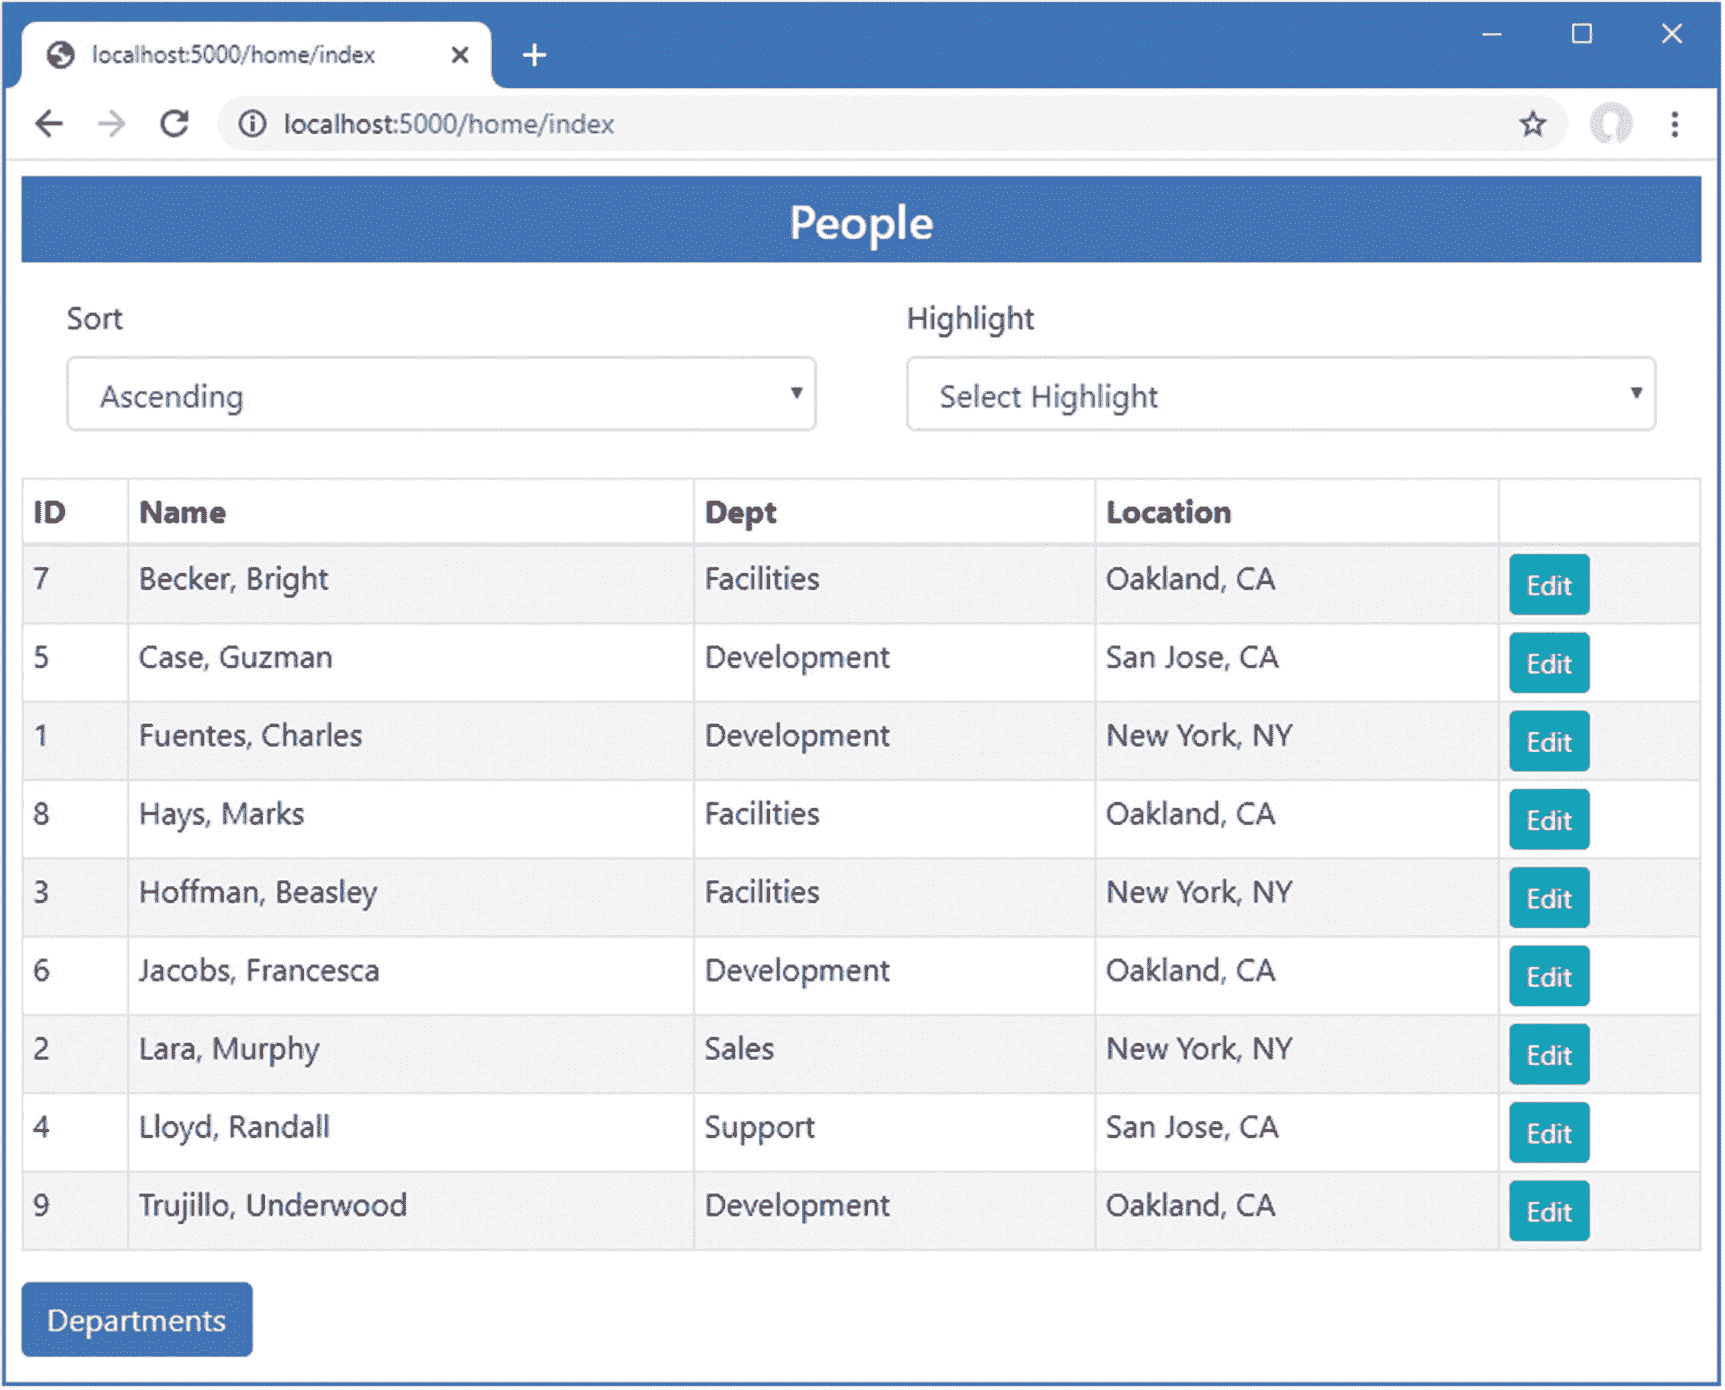 localhost:5000/home/index
localhost:5000/home/index
People
Sort Highlight
Ascending Select Highlight
ID Name Dept Location
7 Becker, Bright Facilities Oakland, CA Edit
5 Case, Guzman Development San Jose, CA Edit
1 Fuentes, Charles Development New York, NY Edit
8 Hays, Marks Facilities Oakland, CA Edit
3 Hoffman, Beasley Facilities New York, NY Edit
6 Jacobs, Francesca Development Oakland, CA Edit
2 Lara, Murphy Sales New York, NY Edit
4 Lloyd, Randall Support San Jose, CA Edit
9 Trujillo, Underwood Development Oakland, CA Edit
Departments